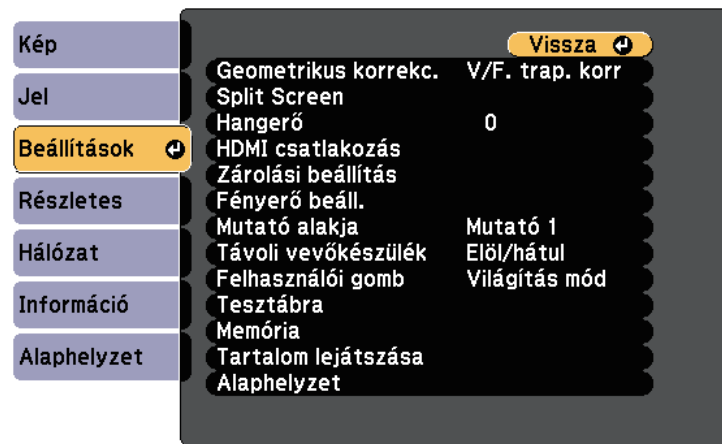 Kép
Jel
Beállítások
Részletes
Hálózat
Információ
Alaphelyzet
Vissza
Geometrikus korrekc. V/F. trap. korr
Split Screen
Hangerő 0
HDMI csatlakozás
Zárolási beállítás
Fényerő beáll.
Mutató alakja Mutató 1
Távoli vevőkészülék Elöl/hátul
Felhasználói gomb Világítás mód
Tesztábra
Memória
Tartalom lejátszása
Alaphelyzet